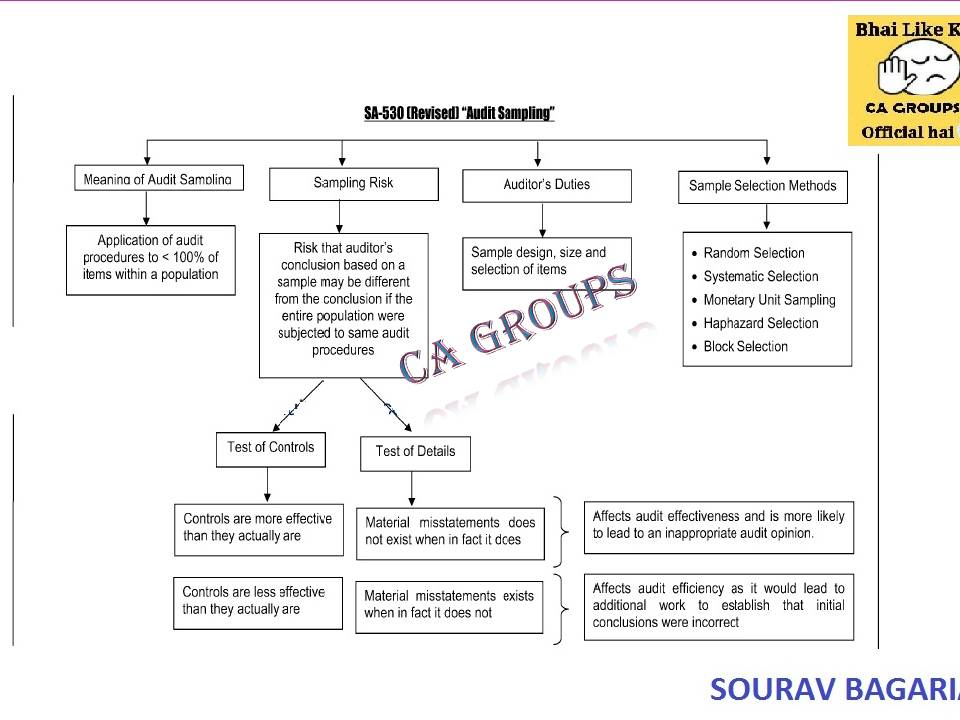 Bhai Like K
CA GROUPS
Official hai
SA-530 (Revised) "Audit Sampling"
Meaning of Audit Sampling
Application of audit
procedures to < 100% of
items within a population
Sampling Risk
Risk that auditor's
conclusion based on a
sample may be different
from the conclusion if the
entire population were
subjected to same audit
procedures
Auditor's Duties
Sample design, size and
selection of items
Sample Selection Methods
• Random Selection
• Systematic Selection
• Monetary Unit Sampling
• Haphazard Selection
• Block Selection
CA GROUPS
Test of Controls
Test of Details
Controls are more effective
than they actually are
Material misstatements does
not exist when in fact it does
Affects audit effectiveness and is more likely
to lead to an inappropriate audit opinion.
Controls are less effective
than they actually are
Material misstatements exists
when in fact it does not
Affects audit efficiency as it would lead to
additional work to establish that initial
conclusions were incorrect
SOURAV BAGARIA